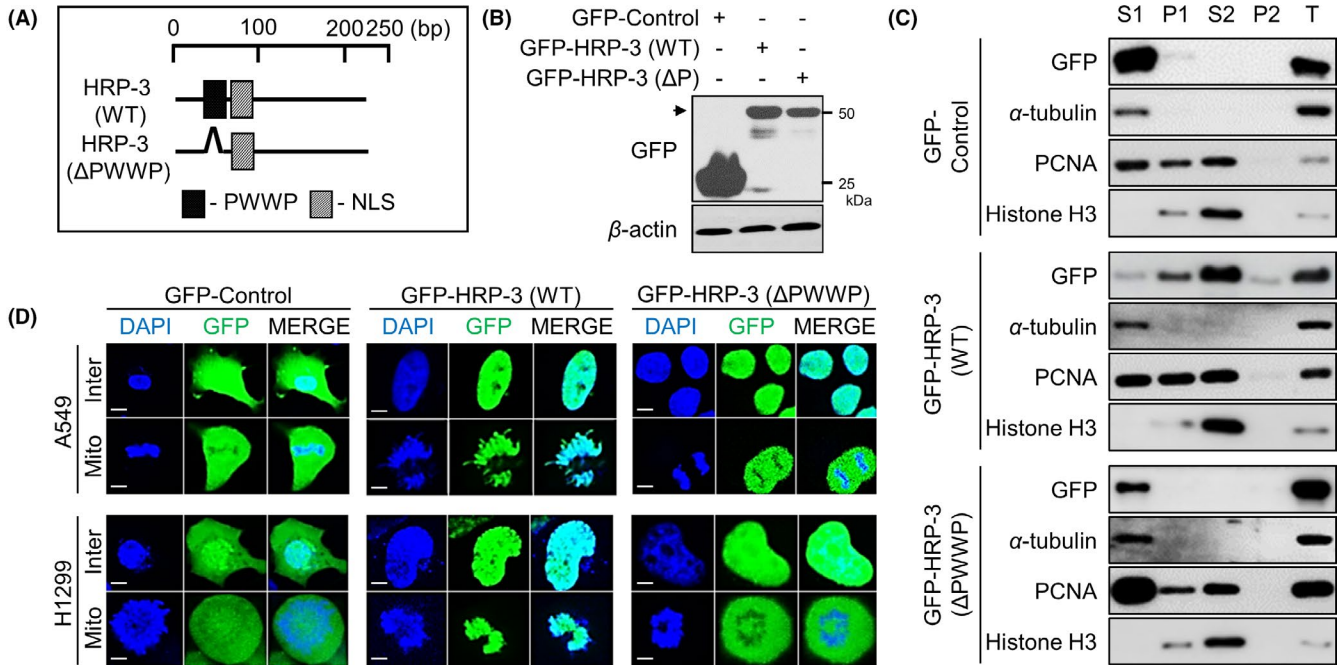 (A)
0 100 200 250 (bp)
HRP-3
(WT)
HRP-3
(ΔPWWP)
- PWWP - NLS
(B)
GFP-Control + - -
GFP-HRP-3 (WT) - + -
GFP-HRP-3 (ΔP) - - +
GFP
50
25
kDa
β-actin
(C)
S1 P1 S2 P2 T
GFP-
Control
GFP
α-tubulin
PCNA
Histone H3
GFP-HRP-3
(WT)
GFP
α-tubulin
PCNA
Histone H3
GFP-HRP-3
(ΔPWWP)
GFP
α-tubulin
PCNA
Histone H3
(D)
GFP-Control GFP-HRP-3 (WT) GFP-HRP-3 (ΔPWWP)
DAPI GFP MERGE DAPI GFP MERGE DAPI GFP MERGE
A549
Inter
Mito
H1299
Inter
Mito